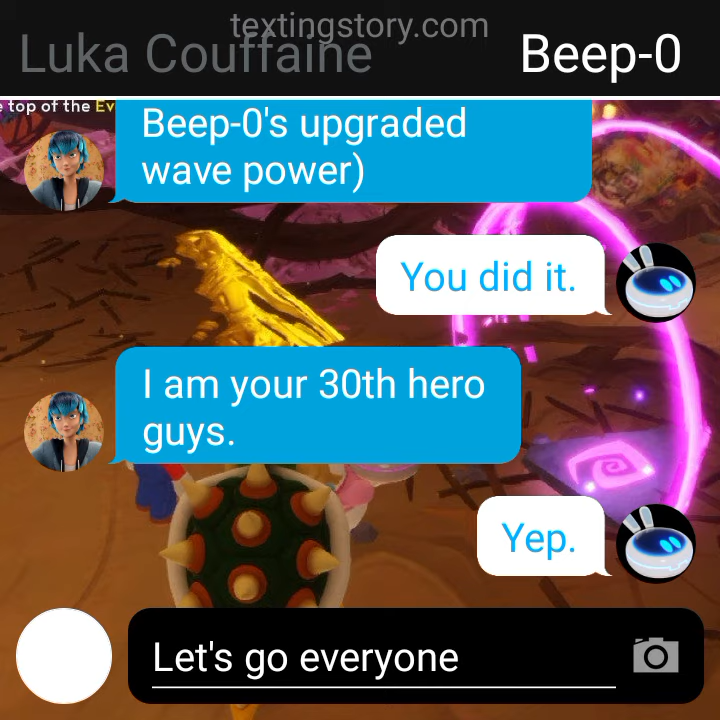 textingstory.com
Luka Couffaine
Beep-0
e top of the Ev
Beep-0's upgraded
wave power)
You did it.
I am your 30th hero
guys.
Yep.
Let's go everyone